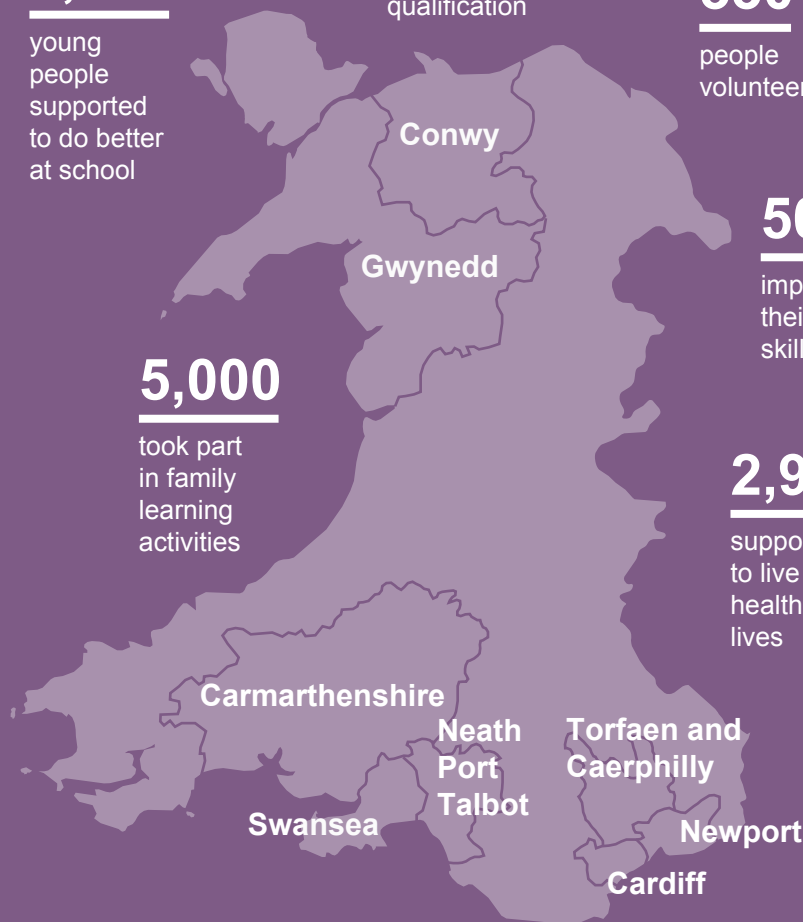 qualification
young
people
supported
to do better
at school
people
Conwy
Gwynedd
5,000
took part
in family
learning
activities
to live
lives
Carmarthenshire
Neath
Port
Talbot
Torfaen and
Caerphilly
Swansea
Newport
Cardiff